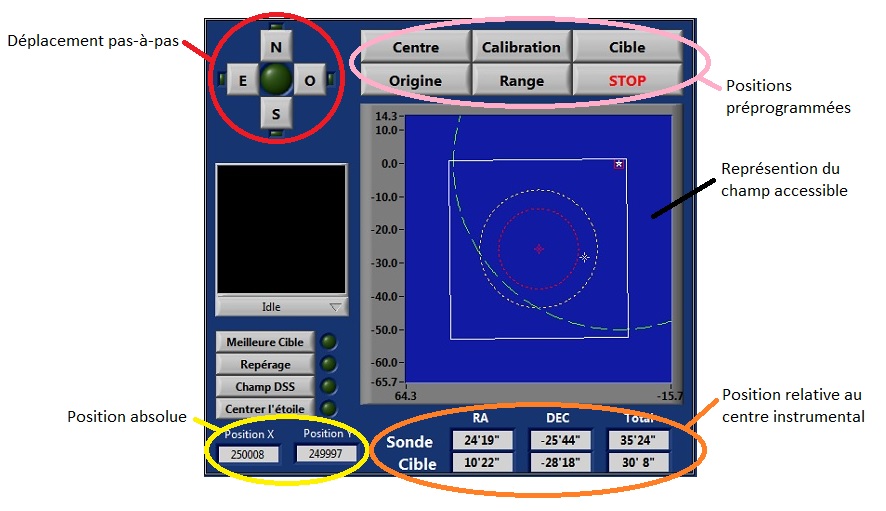 Déplacement pas-à-pas
N
E
O
S
Centre
Calibration
Cible
Origine
Range
STOP
Positions
préprogrammées
14.3
0.0
-10.0
-20.0
-30.0
-40.0
-50.0
-60.0
-65.7
64.3
-15.7
Représention du
champ accessible
Idle
Meilleure Cible
Repérage
Champ DSS
Centrer l'étoile
Position absolue
Position X
Position Y
250008
249997
RA
DEC
Total
Sonde
24'19"
-25'44"
35'24"
Cible
10'22"
-28'18"
30' 8"
Position relative au
centre instrumental